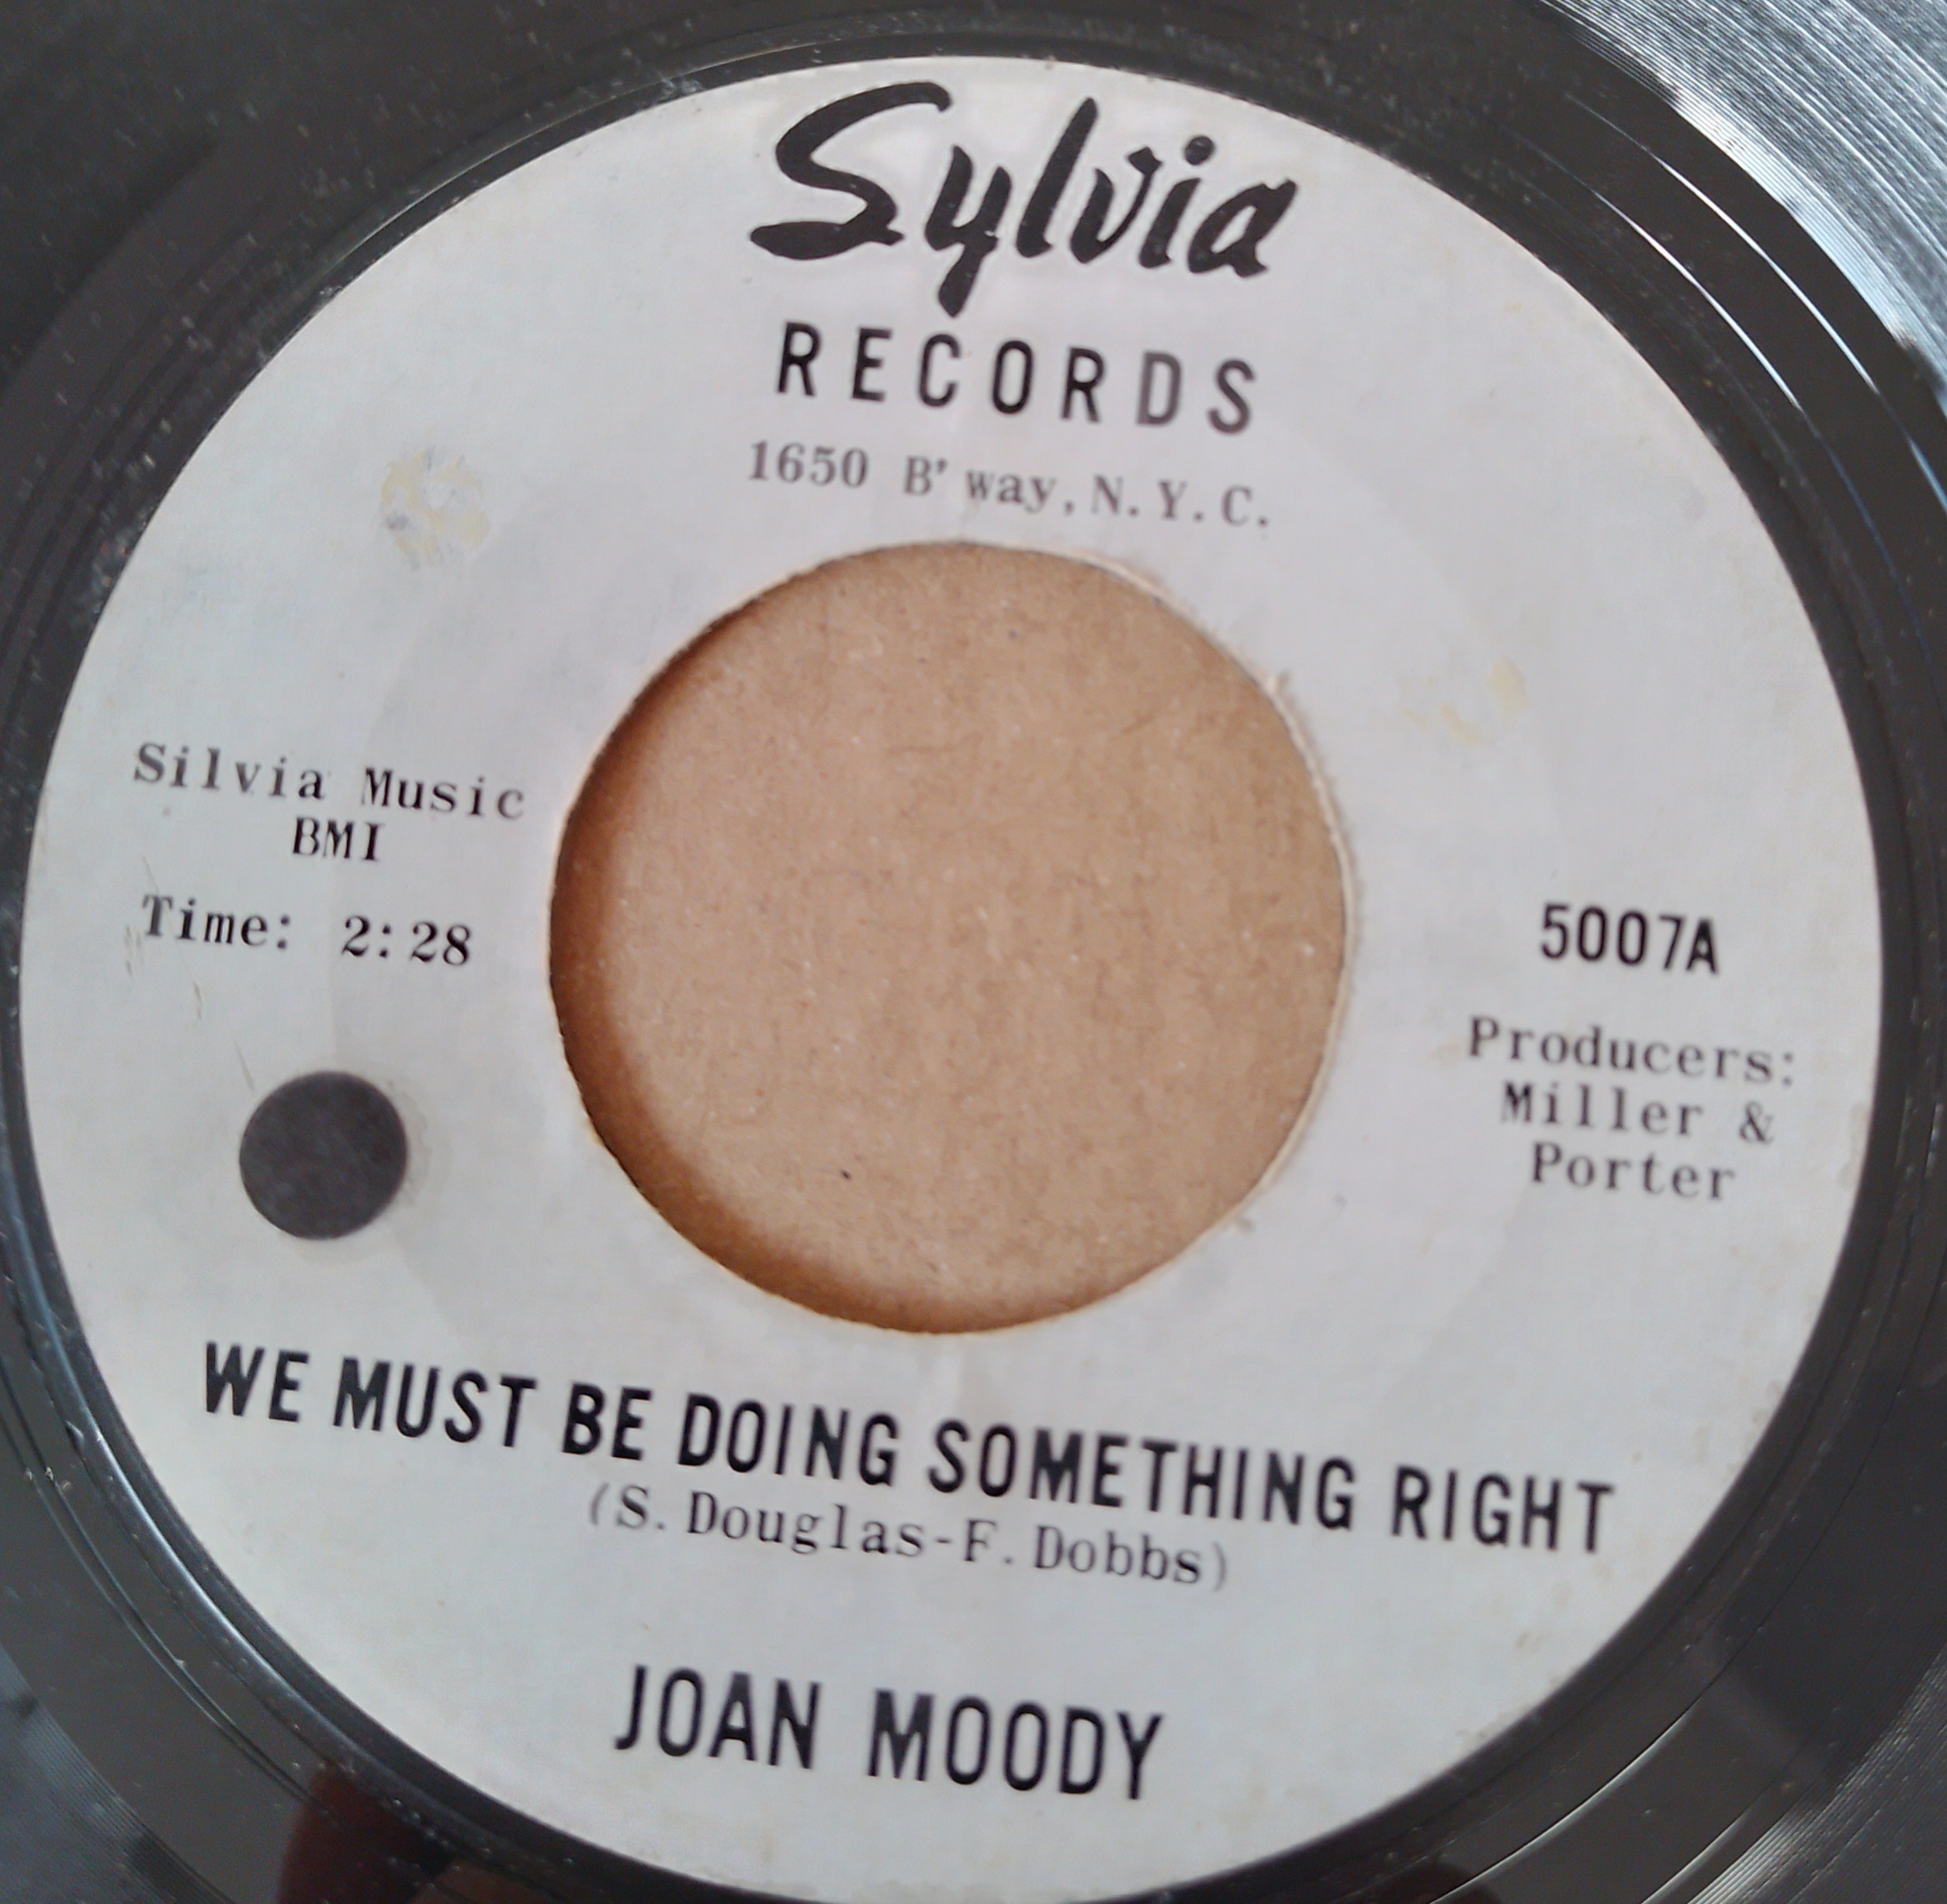 Sylvia
RECORDS
1650 B'way, N.Y.C.
Silvia Music
BMI
Time: 2:28
5007A
Producers:
Miller &
Porter
WE MUST BE DOING SOMETHING RIGHT
(S. Douglas-F. Dobbs)
JOAN MOODY